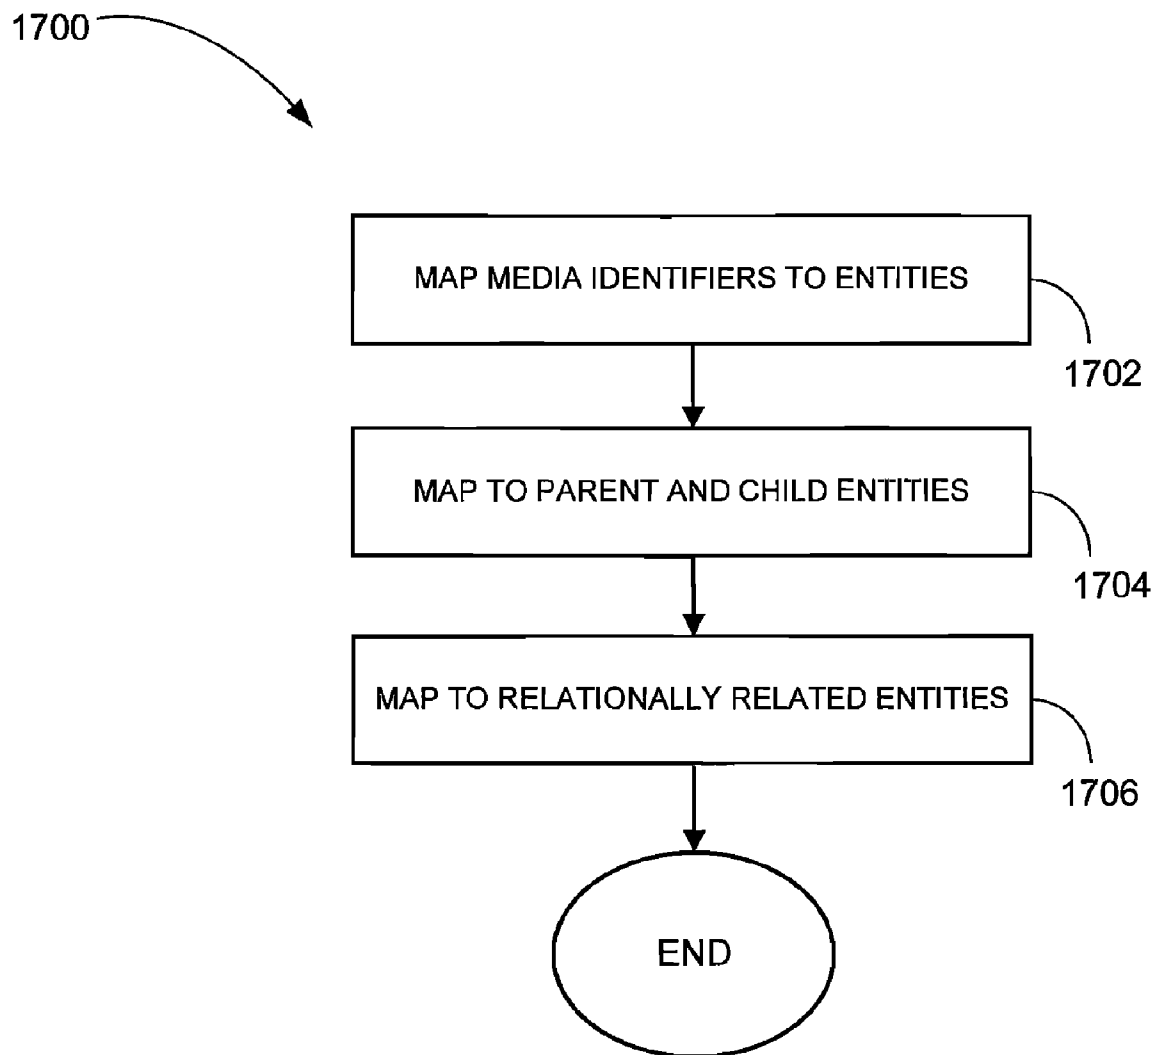 1700
MAP MEDIA IDENTIFIERS TO ENTITIES
1702
MAP TO PARENT AND CHILD ENTITIES
1704
MAP TO RELATIONALLY RELATED ENTITIES
1706
END